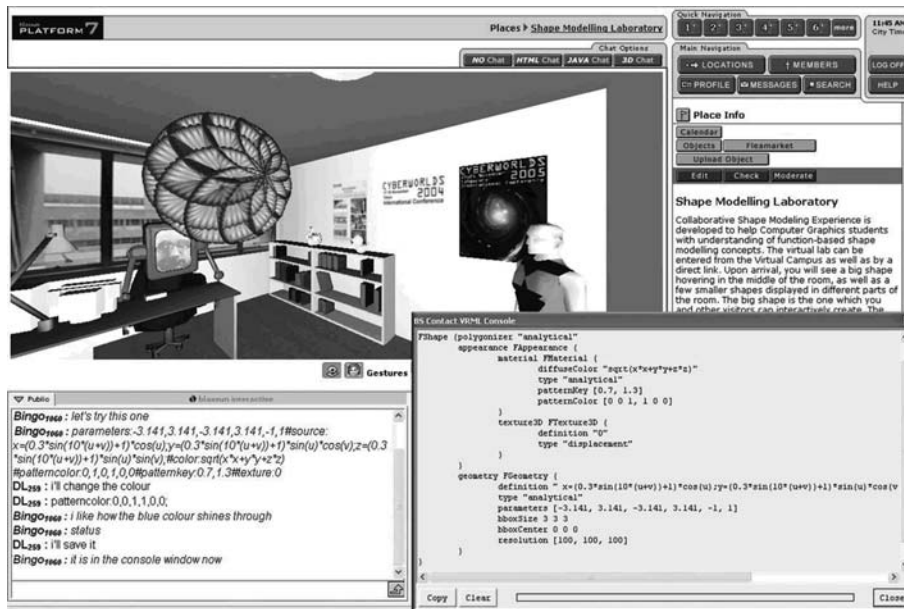 blaxxun
PLATFORM 7
Places ▸ Shape Modelling Laboratory
Chat Options
NO Chat HTML Chat JAVA Chat 3D Chat
Quick Navigation
1 2 3 4 5 6 more
11:45 AM
City Time
Main Navigation
LOCATIONS MEMBERS
PROFILE MESSAGES SEARCH
LOG OFF
HELP
Place Info
Calendar
Objects Fleamarket
Upload Object
Edit Check Moderate
Shape Modelling Laboratory
Collaborative Shape Modeling Experience is
developed to help Computer Graphics students
with understanding of function-based shape
modelling concepts. The virtual lab can be
entered from the Virtual Campus as well as by a
direct link. Upon arrival, you will see a big shape
hovering in the middle of the room, as well as a
few smaller shapes displayed in different parts of
the room. The big shape is the one which you
and other visitors can interactively create. The
CYBERWORLDS
2004
International Conference
CYBERWORLDS
2005
Gestures
Public
blaxxun interactive
Bingo1060 : let's try this one
Bingo1060 : parameters:-3.141,3.141,-3.141,3.141,-1,1#source:
x=(0.3*sin(10*(u+v))+1)*cos(u);y=(0.3*sin(10*(u+v))+1)*sin(u)*cos(v);z=(0.3
*sin(10*(u+v))+1)*sin(u)*sin(v);#color:sqrt(x*x+y*y+z*z)
#patterncolor:0,1,0,1,0,0#patternkey:0.7,1.3#texture:0
DL259 : i'll change the colour
DL259 : patterncolor:0,0,1,1,0,0;
Bingo1060 : i like how the blue colour shines through
Bingo1060 : status
DL259 : i'll save it
Bingo1060 : it is in the console window now
BS Contact VRML Console
FShape {polygonizer "analytical"
appearance FAppearance {
material FMaterial {
diffuseColor "sqrt(x*x+y*y+z*z)"
type "analytical"
patternKey [0.7, 1.3]
patternColor [0 0 1, 1 0 0]
}
texture3D FTexture3D {
definition "0"
type "displacement"
}
}
geometry FGeometry {
definition " x=(0.3*sin(10*(u+v))+1)*cos(u);y=(0.3*sin(10*(u+v))+1)*sin(u)*cos(v
type "analytical"
parameters [-3.141, 3.141, -3.141, 3.141, -1, 1]
bboxSize 3 3 3
bboxCenter 0 0 0
resolution [100, 100, 100]
}
}
Copy Clear Close